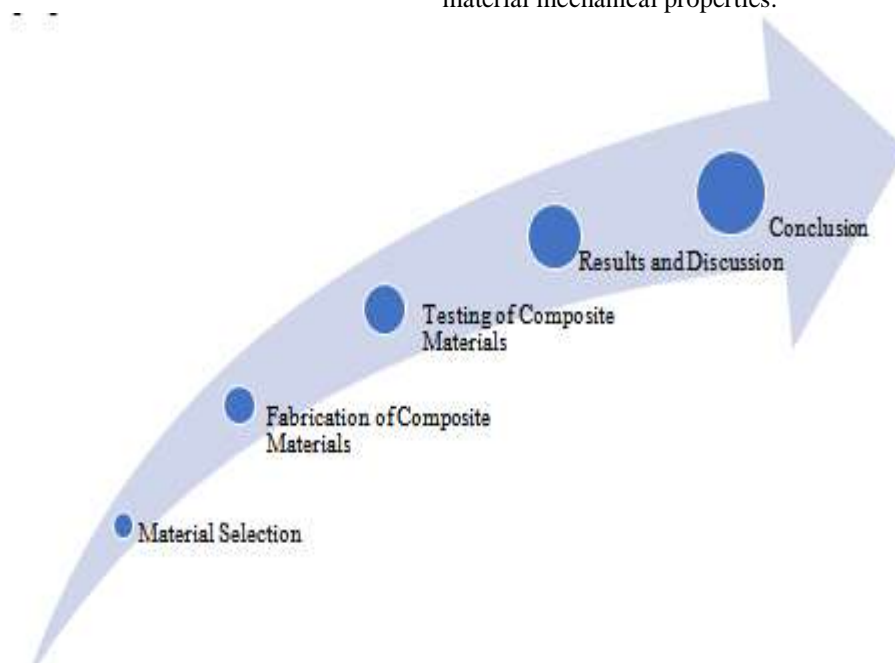 material mechanical properties.
Conclusion
Results and Discussion
Testing of Composite
Materials
Fabrication of Composite
Materials
Material Selection